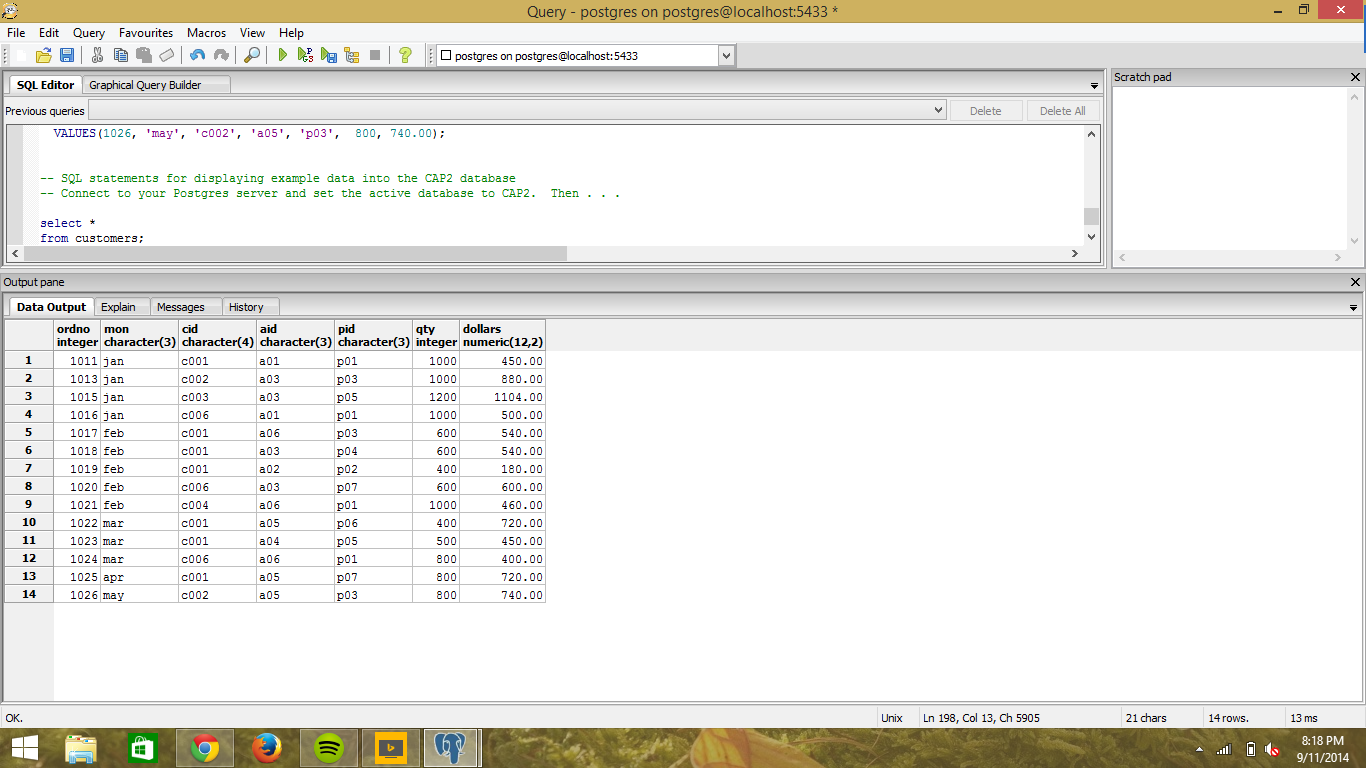 Query - postgres on postgres@localhost:5433 *
File Edit Query Favourites Macros View Help
postgres on postgres@localhost:5433
SQL Editor Graphical Query Builder
Previous queries Delete Delete All
VALUES(1026, 'may', 'c002', 'a05', 'p03',  800, 740.00);
-- SQL statements for displaying example data into the CAP2 database
-- Connect to your Postgres server and set the active database to CAP2.  Then . . .
select *
from customers;
Scratch pad
Output pane
Data Output Explain Messages History
ordno mon cid aid pid qty dollars
integer character(3) character(4) character(3) character(3) integer numeric(12,2)
1 1011 jan c001 a01 p01 1000 450.00
2 1013 jan c002 a03 p03 1000 880.00
3 1015 jan c003 a03 p05 1200 1104.00
4 1016 jan c006 a01 p01 1000 500.00
5 1017 feb c001 a06 p03 600 540.00
6 1018 feb c001 a03 p04 600 540.00
7 1019 feb c001 a02 p02 400 180.00
8 1020 feb c006 a03 p07 600 600.00
9 1021 feb c004 a06 p01 1000 460.00
10 1022 mar c001 a05 p06 400 720.00
11 1023 mar c001 a04 p05 500 450.00
12 1024 mar c006 a06 p01 800 400.00
13 1025 apr c001 a05 p07 800 720.00
14 1026 may c002 a05 p03 800 740.00
OK. Unix Ln 198, Col 13, Ch 5905 21 chars 14 rows. 13 ms
8:18 PM
9/11/2014